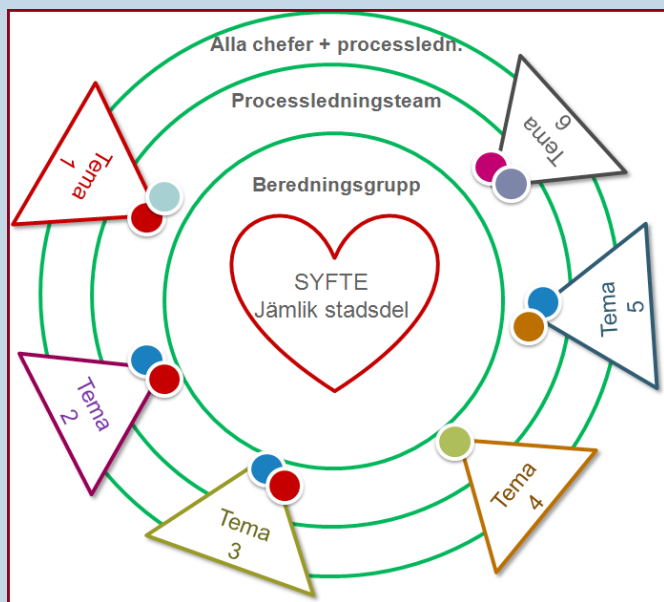 Alla chefer + processledn.
Processledningsteam
Beredningsgrupp
SYFTE
Jämlik stadsdel
Tema
1
Tema
2
Tema
3
Tema
4
Tema
5
Tema
6